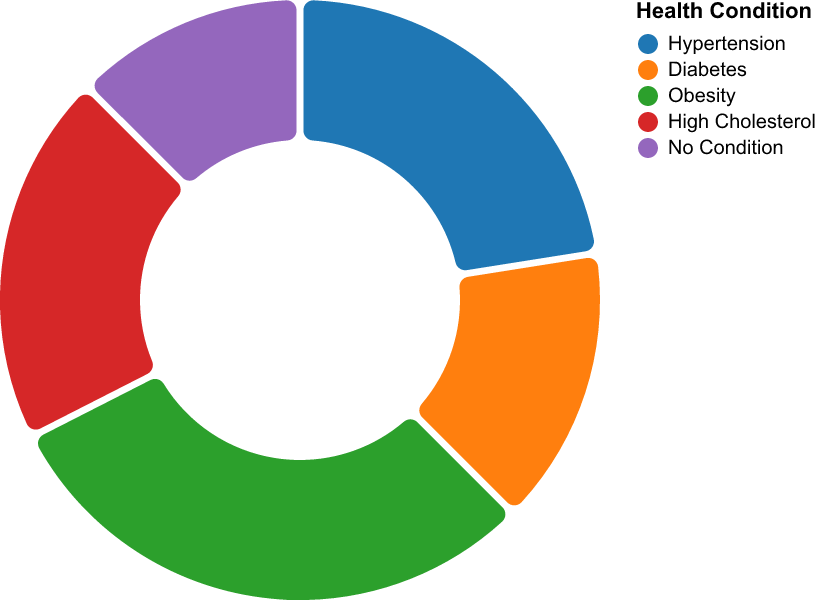 Health Condition
Hypertension
Diabetes
Obesity
High Cholesterol
No Condition